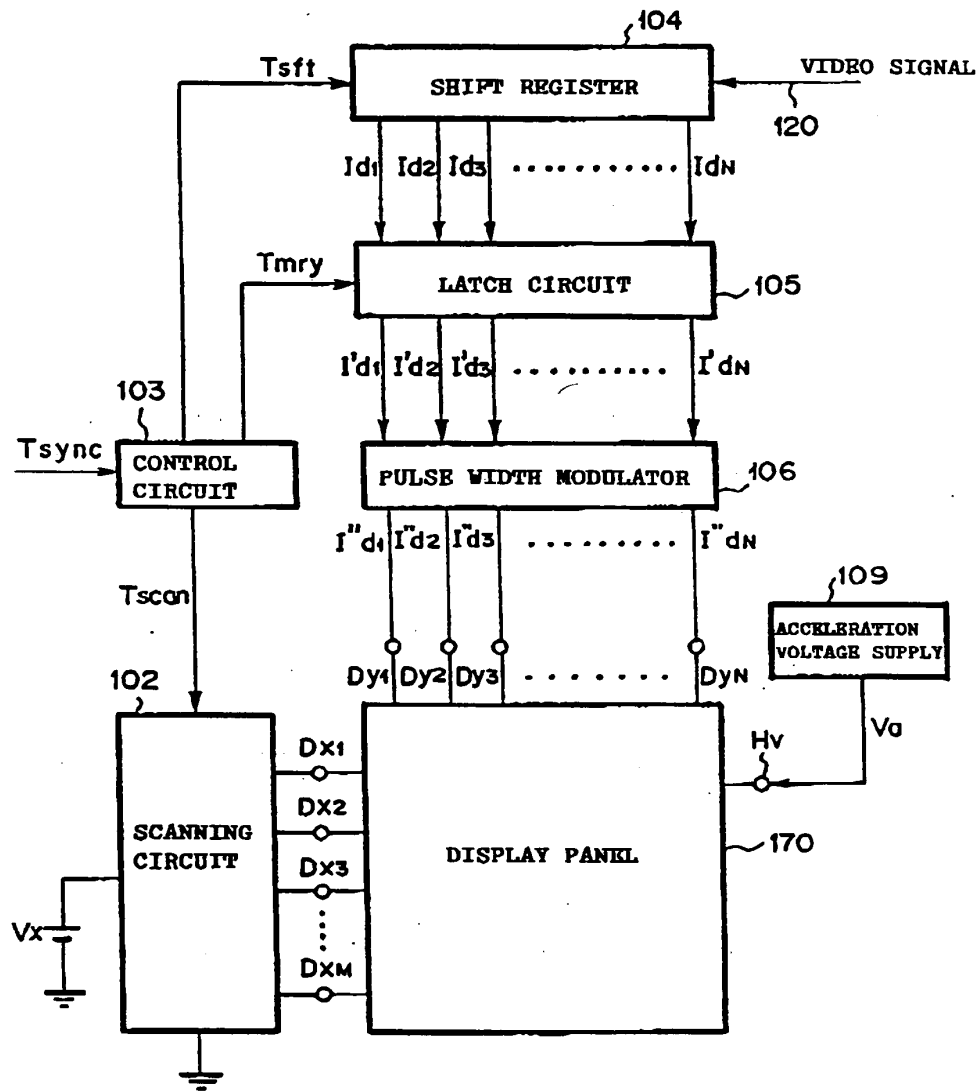 104
Tsft
VIDEO SIGNAL
SHIFT REGISTER
120
Id1 Id2 Id3 ............ IdN
Tmry
LATCH CIRCUIT
105
I'd1 I'd2 I'd3 .......... I'dN
103
Tsync
CONTROL
CIRCUIT
PULSE WIDTH MODULATOR
106
I"d1 I"d2 I"d3 ......... I"dN
Tscan
109
ACCELERATION
VOLTAGE SUPPLY
102
Dy1 Dy2 Dy3 ........ DyN
Va
Hv
Dx1
Dx2
SCANNING
CIRCUIT
DISPLAY PANEL
170
Dx3
Vx
DxM